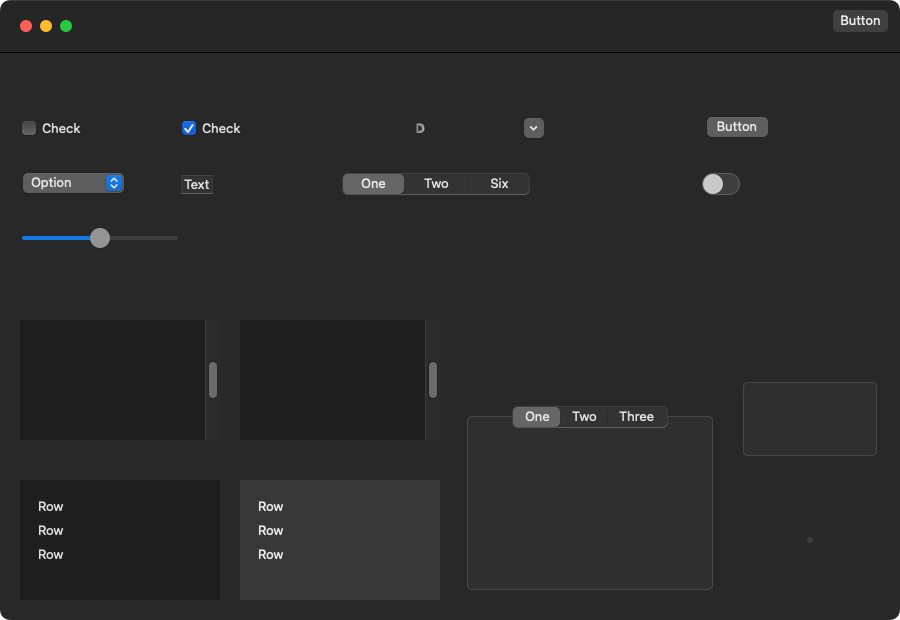 Button
Check
Check
D
Button
Option
Text
One
Two
Six
One
Two
Three
Row
Row
Row
Row
Row
Row